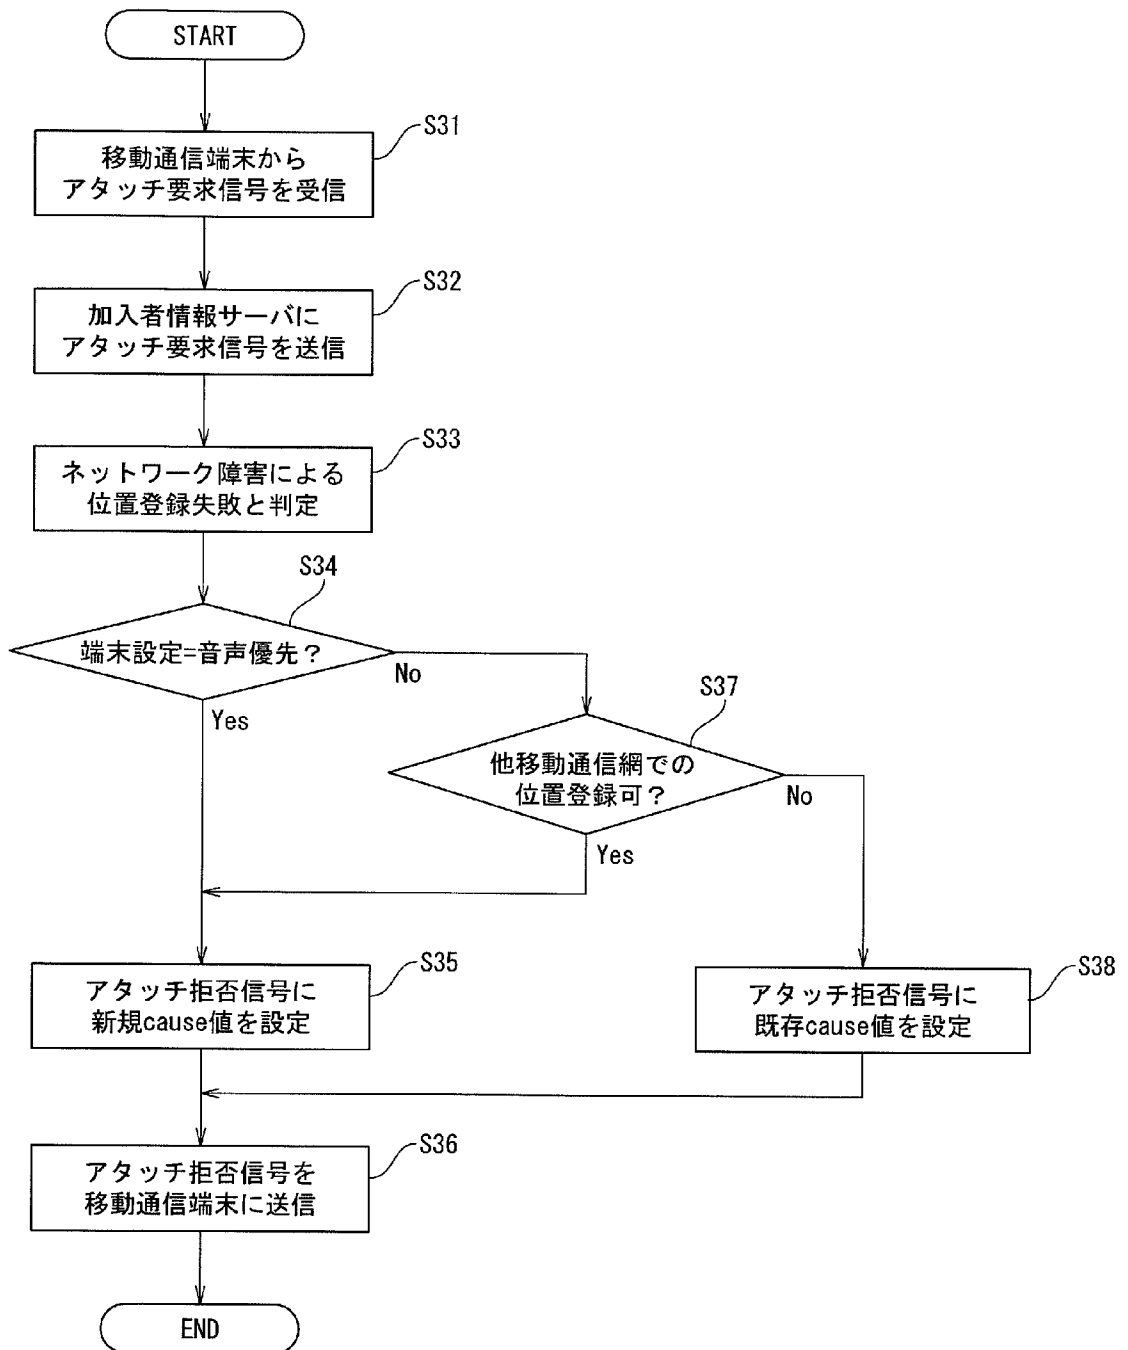 START
S31
移動通信端末から
アタッチ要求信号を受信
S32
加入者情報サーバに
アタッチ要求信号を送信
S33
ネットワーク障害による
位置登録失敗と判定
S34
端末設定=音声優先？
No
Yes
S37
他移動通信網での
位置登録可？
No
Yes
S35
アタッチ拒否信号に
新規cause値を設定
S38
アタッチ拒否信号に
既存cause値を設定
S36
アタッチ拒否信号を
移動通信端末に送信
END